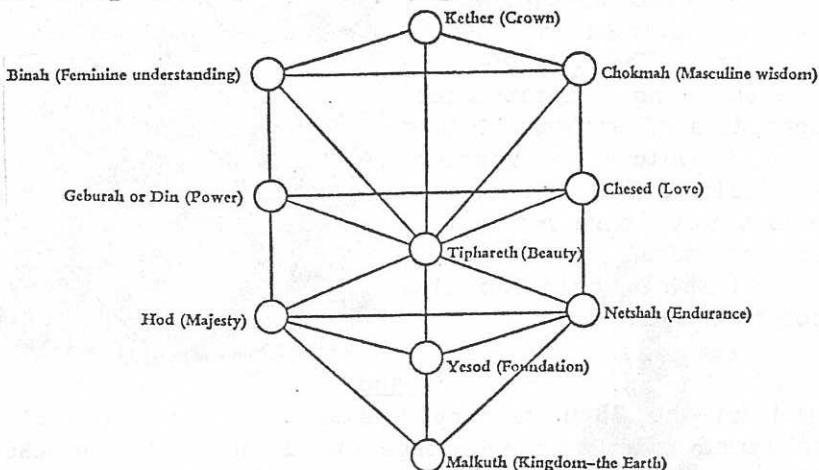 Kether (Crown)
Binah (Feminine understanding)
Chokmah (Masculine wisdom)
Geburah or Din (Power)
Chesed (Love)
Tiphareth (Beauty)
Hod (Majesty)
Netshah (Endurance)
Yesod (Foundation)
Malkuth (Kingdom–the Earth)